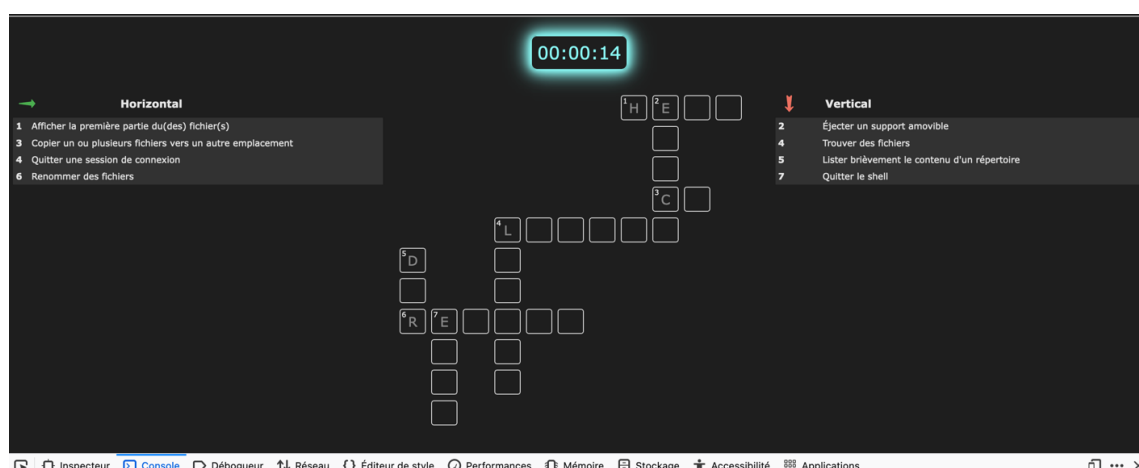 00:00:14
Horizontal
1 Afficher la première partie du(des) fichier(s)
3 Copier un ou plusieurs fichiers vers un autre emplacement
4 Quitter une session de connexion
6 Renommer des fichiers
1 H 2 E
3 C
4 L
5 D
6 R 7 E
Vertical
2 Éjecter un support amovible
4 Trouver des fichiers
5 Lister brièvement le contenu d'un répertoire
7 Quitter le shell
Inspecteur Console Débogueur Réseau Éditeur de style Performances Mémoire Stockage Accessibilité Applications